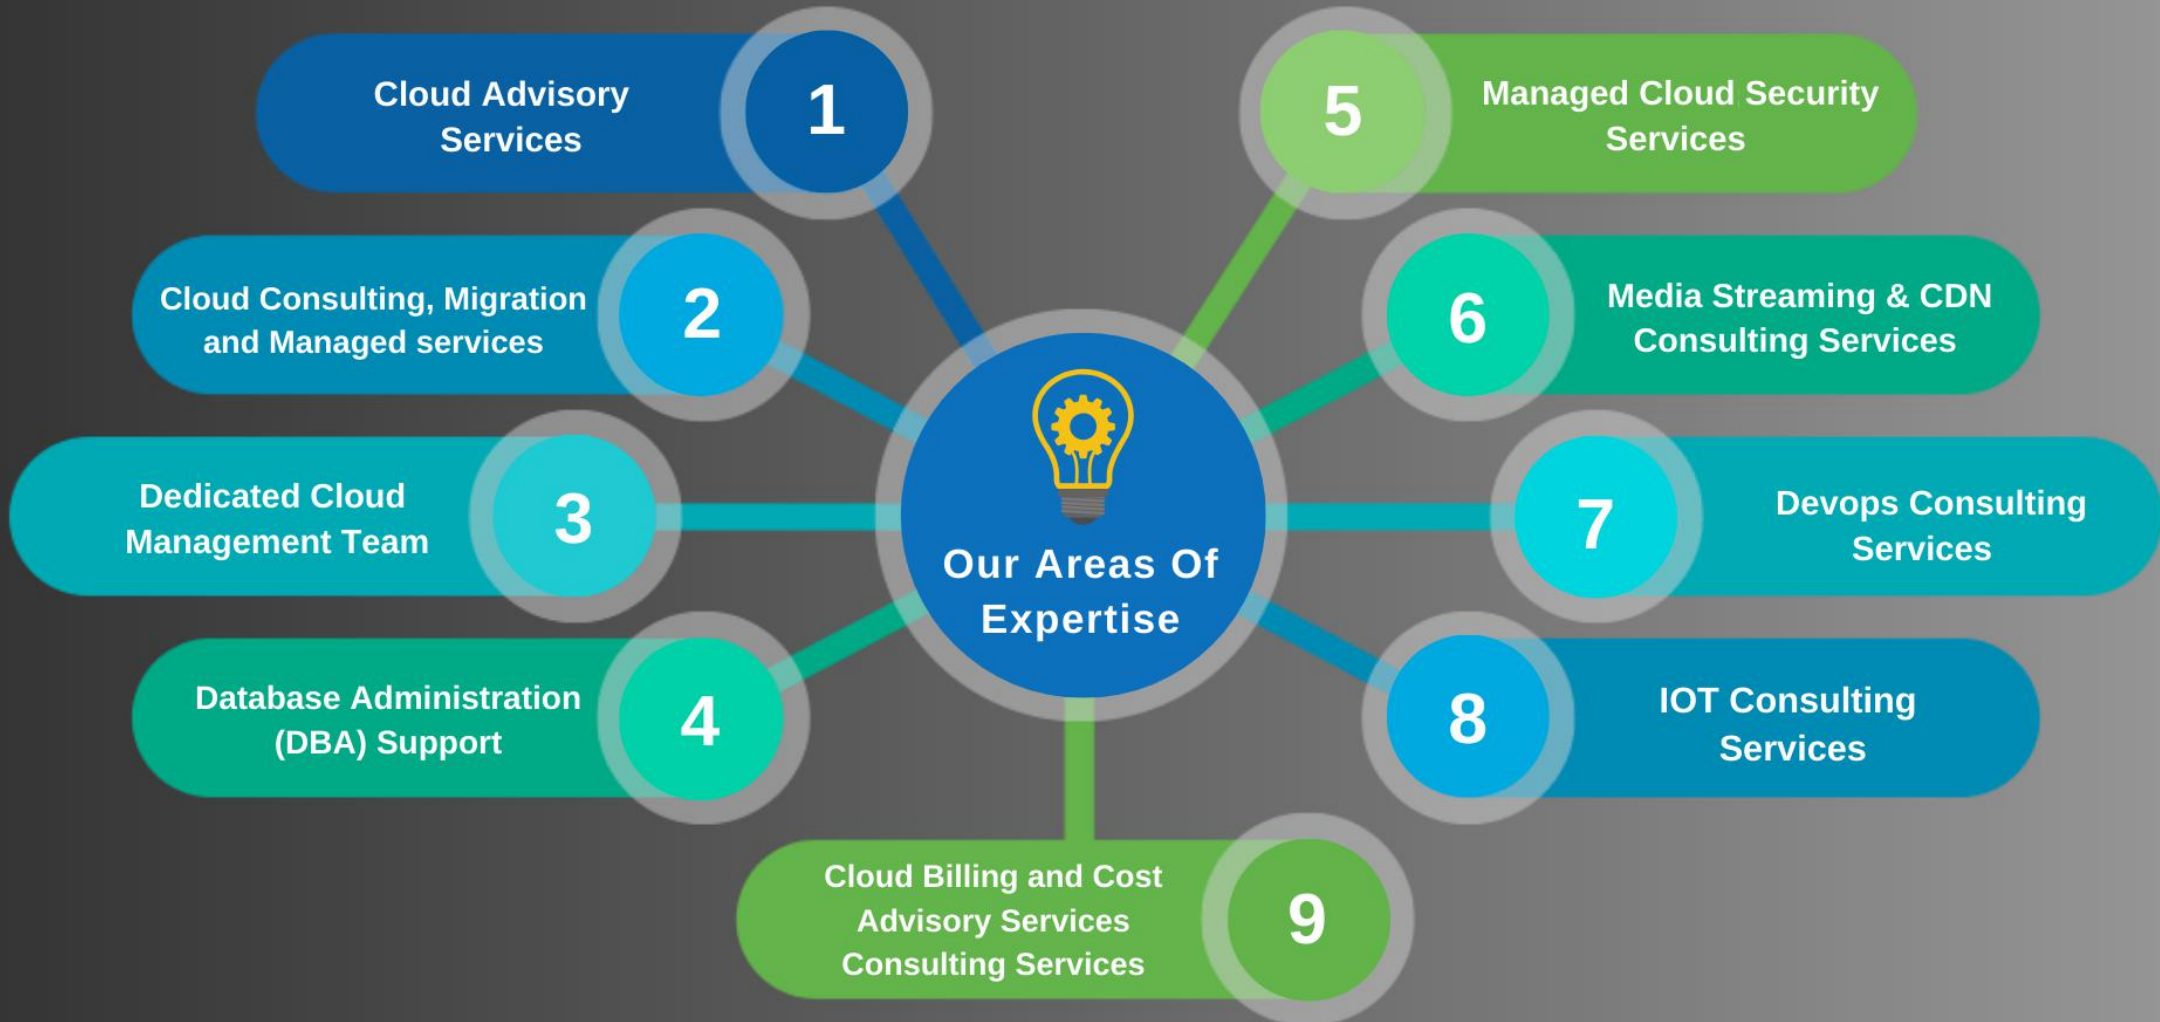 Cloud Advisory
Services
1
Cloud Consulting, Migration
and Managed services
2
Dedicated Cloud
Management Team
3
Database Administration
(DBA) Support
4
Our Areas Of
Expertise
5
Managed Cloud Security
Services
6
Media Streaming & CDN
Consulting Services
7
Devops Consulting
Services
8
IOT Consulting
Services
Cloud Billing and Cost
Advisory Services
Consulting Services
9